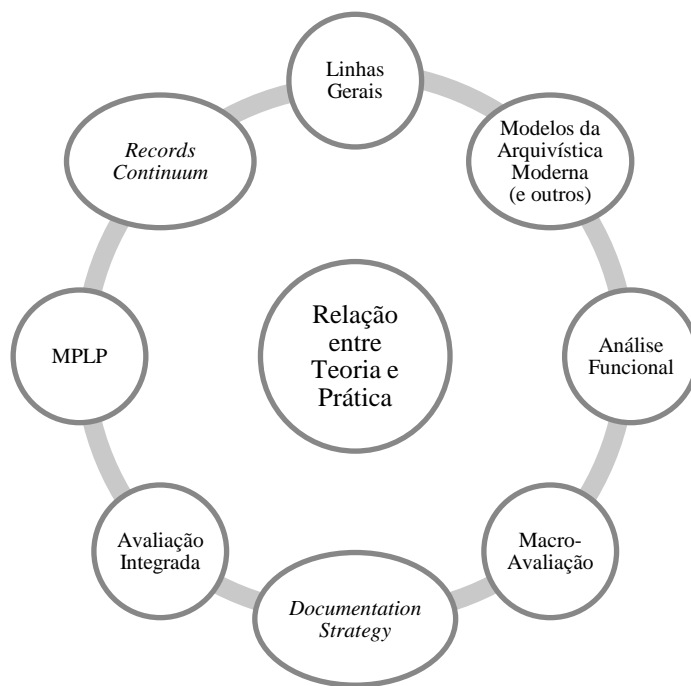 Linhas
Gerais
Modelos da
Arquivística
Moderna
(e outros)
Análise
Funcional
Macro-
Avaliação
Documentation
Strategy
Avaliação
Integrada
MPLP
Records
Continuum
Relação
entre
Teoria e
Prática